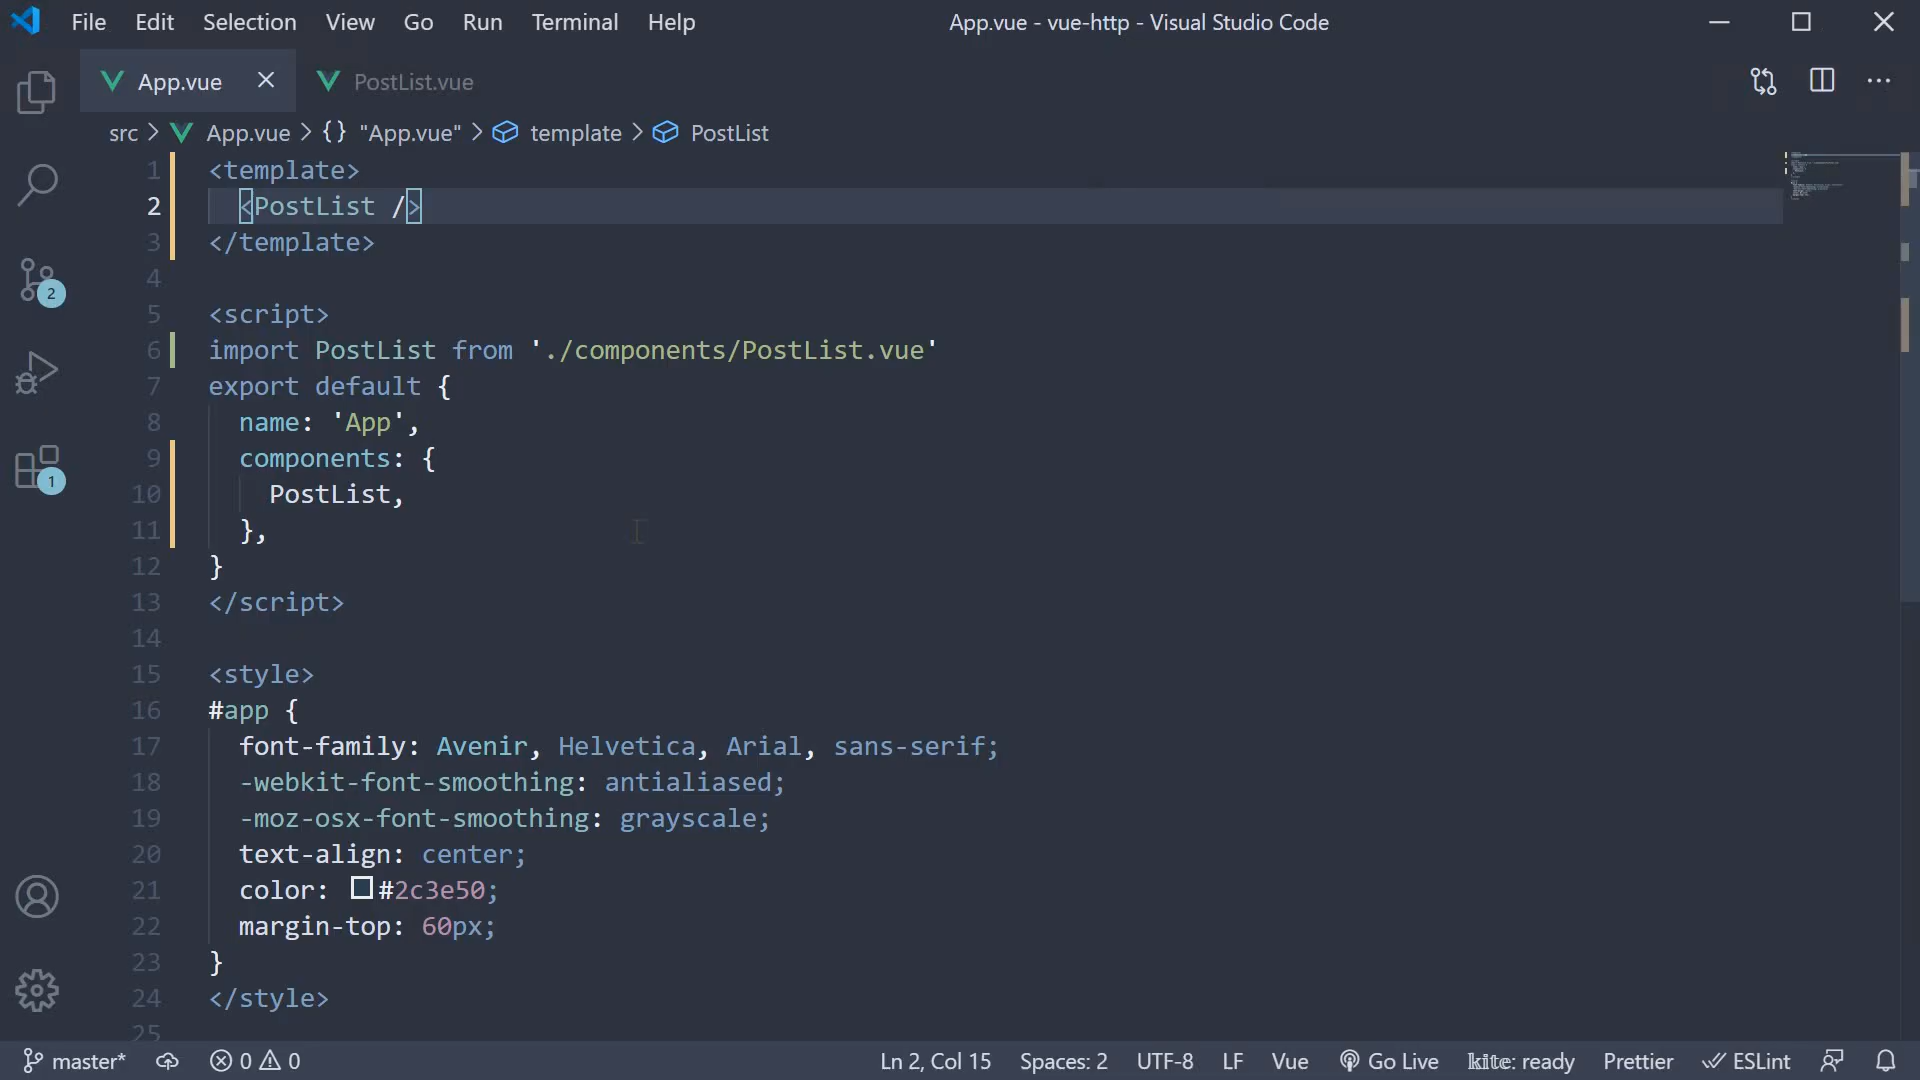 File Edit Selection View Go Run Terminal Help App.vue - vue-http - Visual Studio Code
App.vue PostList.vue
src App.vue {} "App.vue" template PostList
1 <template>
2 <PostList />
3 </template>
4
5 <script>
6 import PostList from './components/PostList.vue'
7 export default {
8 name: 'App',
9 components: {
10 PostList,
11 },
12 }
13 </script>
14
15 <style>
16 #app {
17 font-family: Avenir, Helvetica, Arial, sans-serif;
18 -webkit-font-smoothing: antialiased;
19 -moz-osx-font-smoothing: grayscale;
20 text-align: center;
21 color: #2c3e50;
22 margin-top: 60px;
23 }
24 </style>
25
2
1
master* 0 0 Ln 2, Col 15 Spaces: 2 UTF-8 LF Vue Go Live kite: ready Prettier ESLint